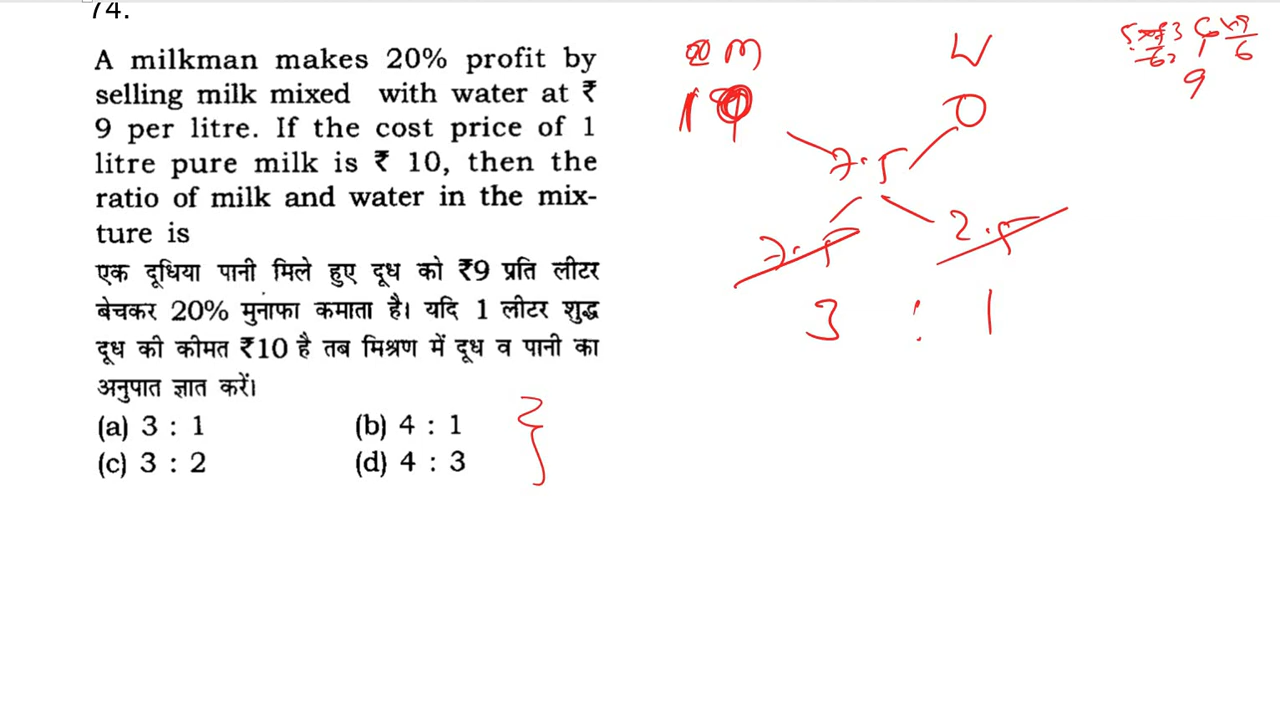 74.
A milkman makes 20% profit by
selling milk mixed with water at ₹
9 per litre. If the cost price of 1
litre pure milk is ₹ 10, then the
ratio of milk and water in the mix-
ture is
एक दूधिया पानी मिले हुए दूध को ₹9 प्रति लीटर
बेचकर 20% मुनाफा कमाता है। यदि 1 लीटर शुद्ध
दूध की कीमत ₹10 है तब मिश्रण में दूध व पानी का
अनुपात ज्ञात करें।
(a) 3 : 1 (b) 4 : 1
(c) 3 : 2 (d) 4 : 3
M W
0
7.5
7.5 2.5
3 : 1
9